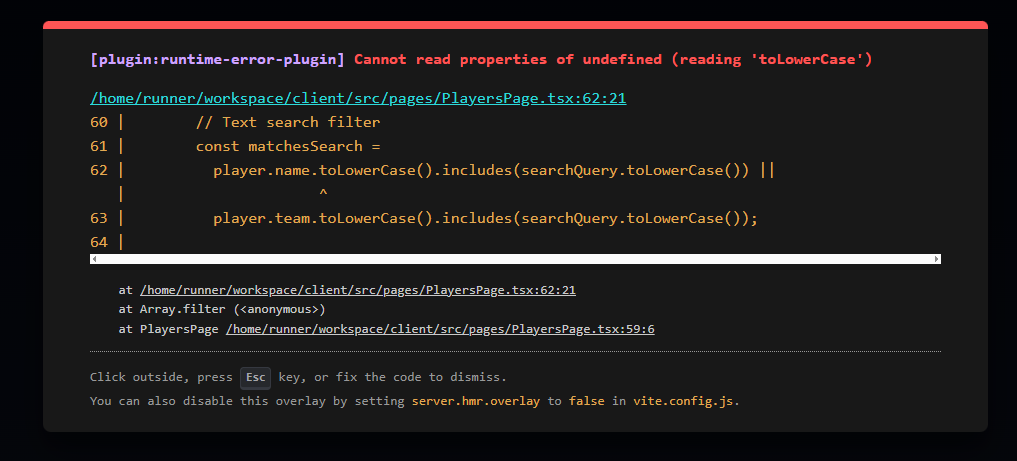 [plugin:runtime-error-plugin] Cannot read properties of undefined (reading 'toLowerCase')
/home/runner/workspace/client/src/pages/PlayersPage.tsx:62:21
60 |        // Text search filter
61 |        const matchesSearch =
62 |          player.name.toLowerCase().includes(searchQuery.toLowerCase()) ||
   |                      ^
63 |          player.team.toLowerCase().includes(searchQuery.toLowerCase());
64 |
at /home/runner/workspace/client/src/pages/PlayersPage.tsx:62:21
at Array.filter (<anonymous>)
at PlayersPage /home/runner/workspace/client/src/pages/PlayersPage.tsx:59:6
Click outside, press Esc key, or fix the code to dismiss.
You can also disable this overlay by setting server.hmr.overlay to false in vite.config.js.